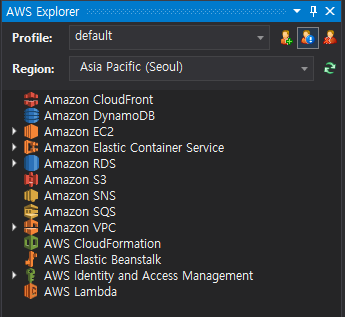 AWS Explorer
Profile: default
Region: Asia Pacific (Seoul)
Amazon CloudFront
Amazon DynamoDB
Amazon EC2
Amazon Elastic Container Service
Amazon RDS
Amazon S3
Amazon SNS
Amazon SQS
Amazon VPC
AWS CloudFormation
AWS Elastic Beanstalk
AWS Identity and Access Management
AWS Lambda